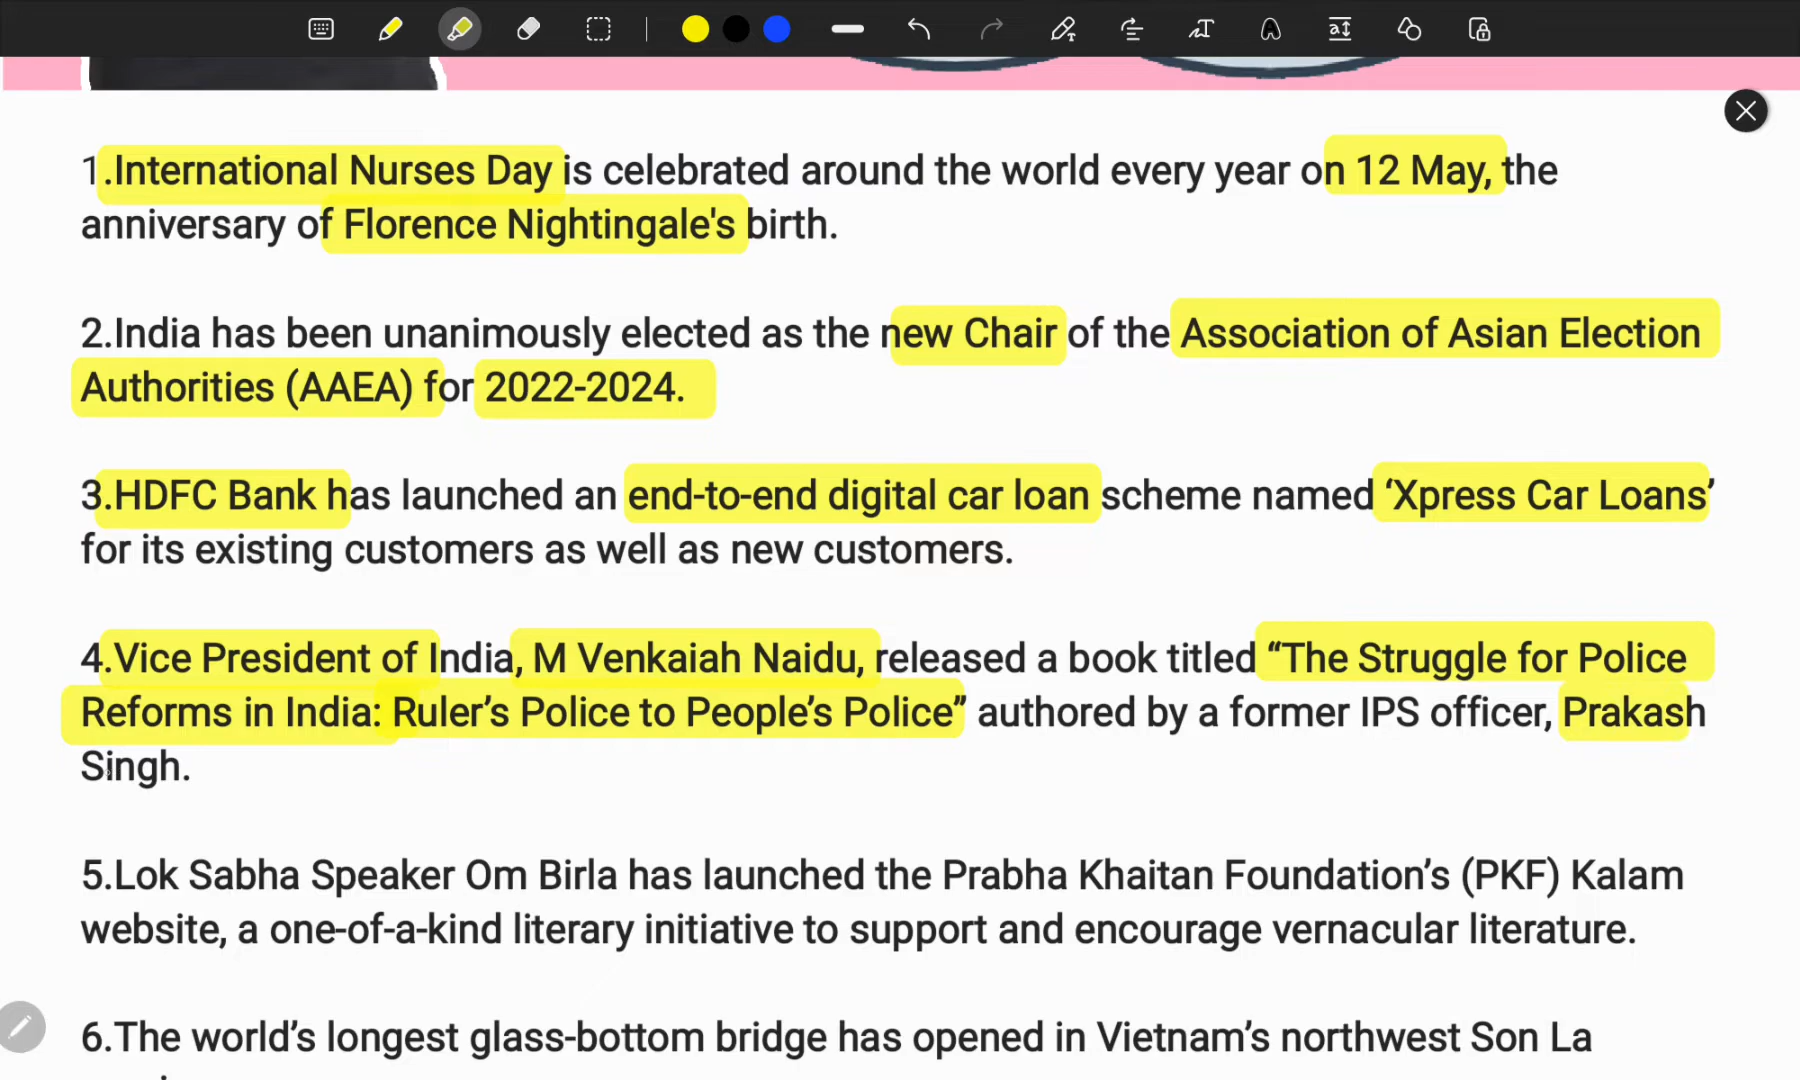 1.International Nurses Day is celebrated around the world every year on 12 May, the
anniversary of Florence Nightingale's birth.
2.India has been unanimously elected as the new Chair of the Association of Asian Election
Authorities (AAEA) for 2022-2024.
3.HDFC Bank has launched an end-to-end digital car loan scheme named ‘Xpress Car Loans’
for its existing customers as well as new customers.
4.Vice President of India, M Venkaiah Naidu, released a book titled “The Struggle for Police
Reforms in India: Ruler’s Police to People’s Police” authored by a former IPS officer, Prakash
Singh.
5.Lok Sabha Speaker Om Birla has launched the Prabha Khaitan Foundation’s (PKF) Kalam
website, a one-of-a-kind literary initiative to support and encourage vernacular literature.
6.The world’s longest glass-bottom bridge has opened in Vietnam’s northwest Son La